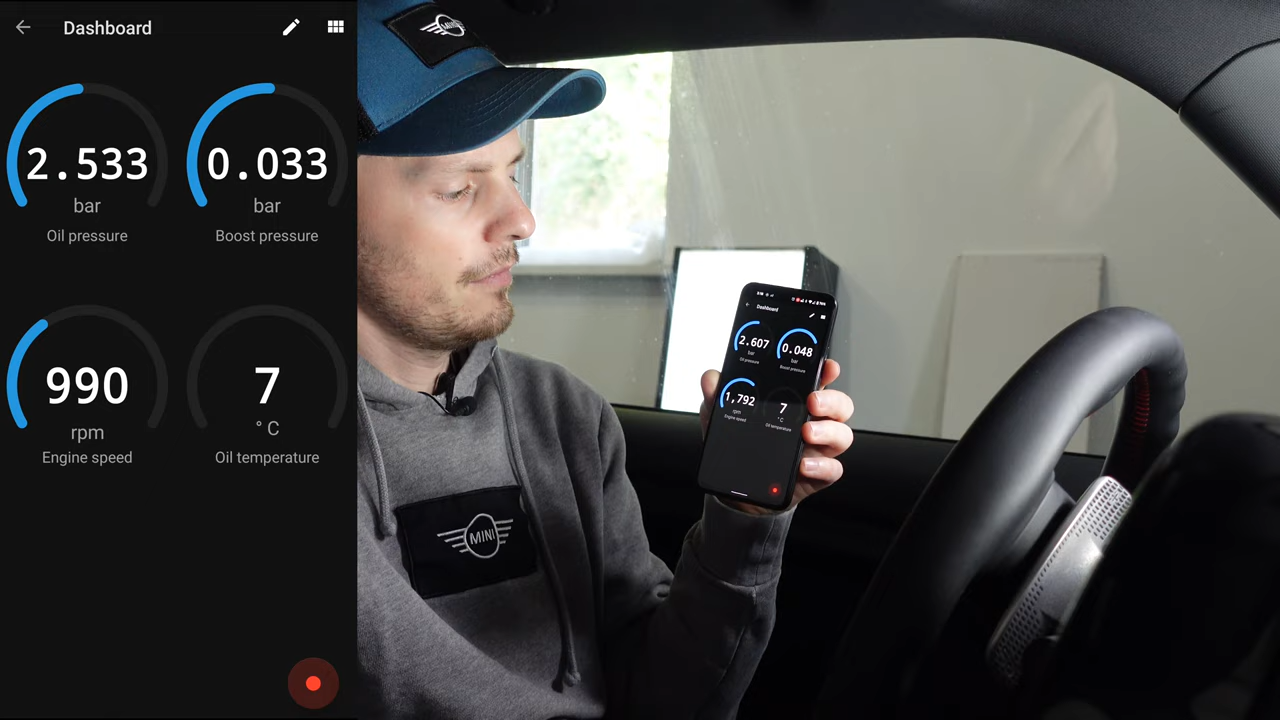 Dashboard
2.533
bar
Oil pressure
0.033
bar
Boost pressure
990
rpm
Engine speed
7
° C
Oil temperature
MINI
MINI
Dashboard
2.607
bar
Oil pressure
0.048
bar
Boost pressure
1,792
rpm
Engine speed
7
° C
Oil temperature